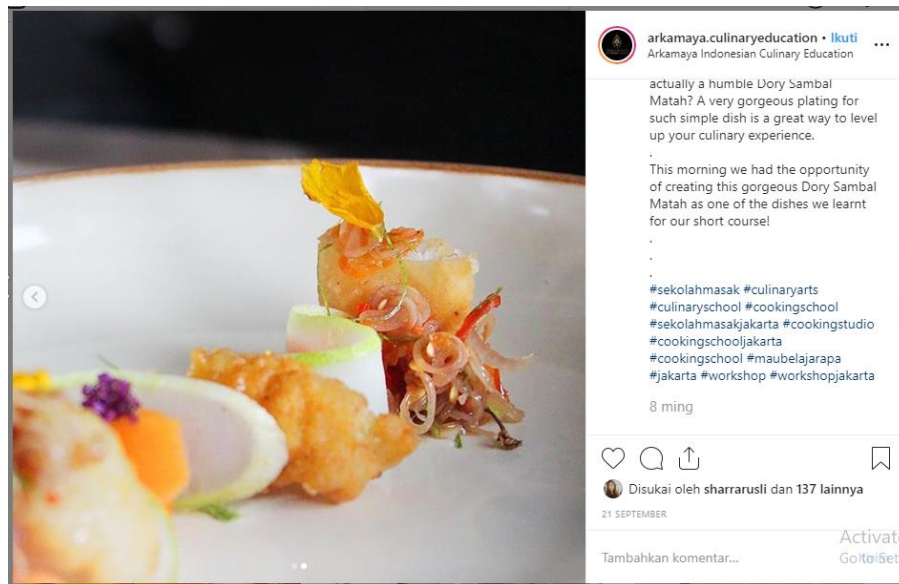 arkamaya.culinaryeducation • Ikuti
Arkamaya Indonesian Culinary Education
actually a humble Dory Sambal
Matah? A very gorgeous plating for
such simple dish is a great way to level
up your culinary experience.
.
This morning we had the opportunity
of creating this gorgeous Dory Sambal
Matah as one of the dishes we learnt
for our short course!
.
.
.
#sekolahmasak #culinaryarts
#culinaryschool #cookingschool
#sekolahmasakjakarta #cookingstudio
#cookingschooljakarta
#cookingschool #maubelajarapa
#jakarta #workshop #workshopjakarta
8 ming
Disukai oleh sharrarusli dan 137 lainnya
21 SEPTEMBER
Tambahkan komentar...
Activat
Go to Set